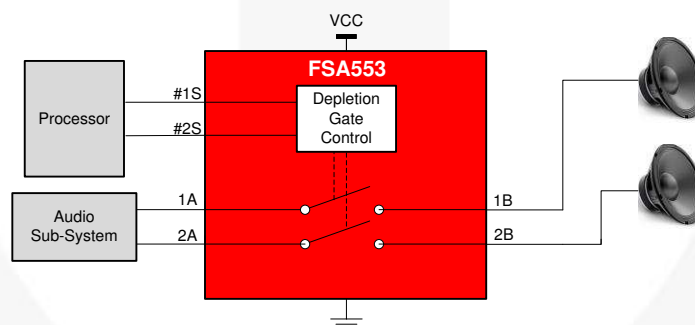 VCC
FSA553
Processor
#1S
#2S
Depletion
Gate
Control
Audio
Sub-System
1A
2A
1B
2B